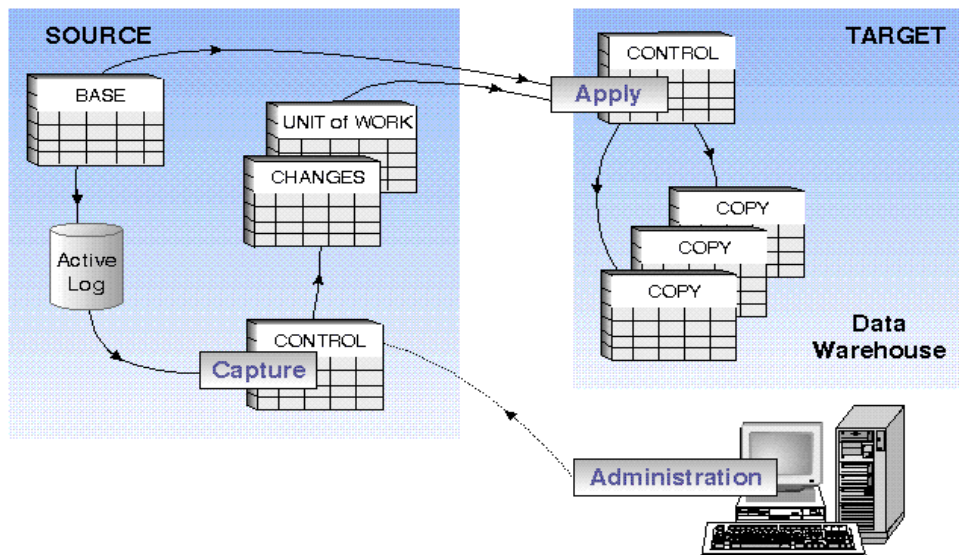 SOURCE
BASE
UNIT of WORK
CHANGES
Active
Log
CONTROL
Capture
TARGET
CONTROL
Apply
COPY
COPY
COPY
Data
Warehouse
Administration